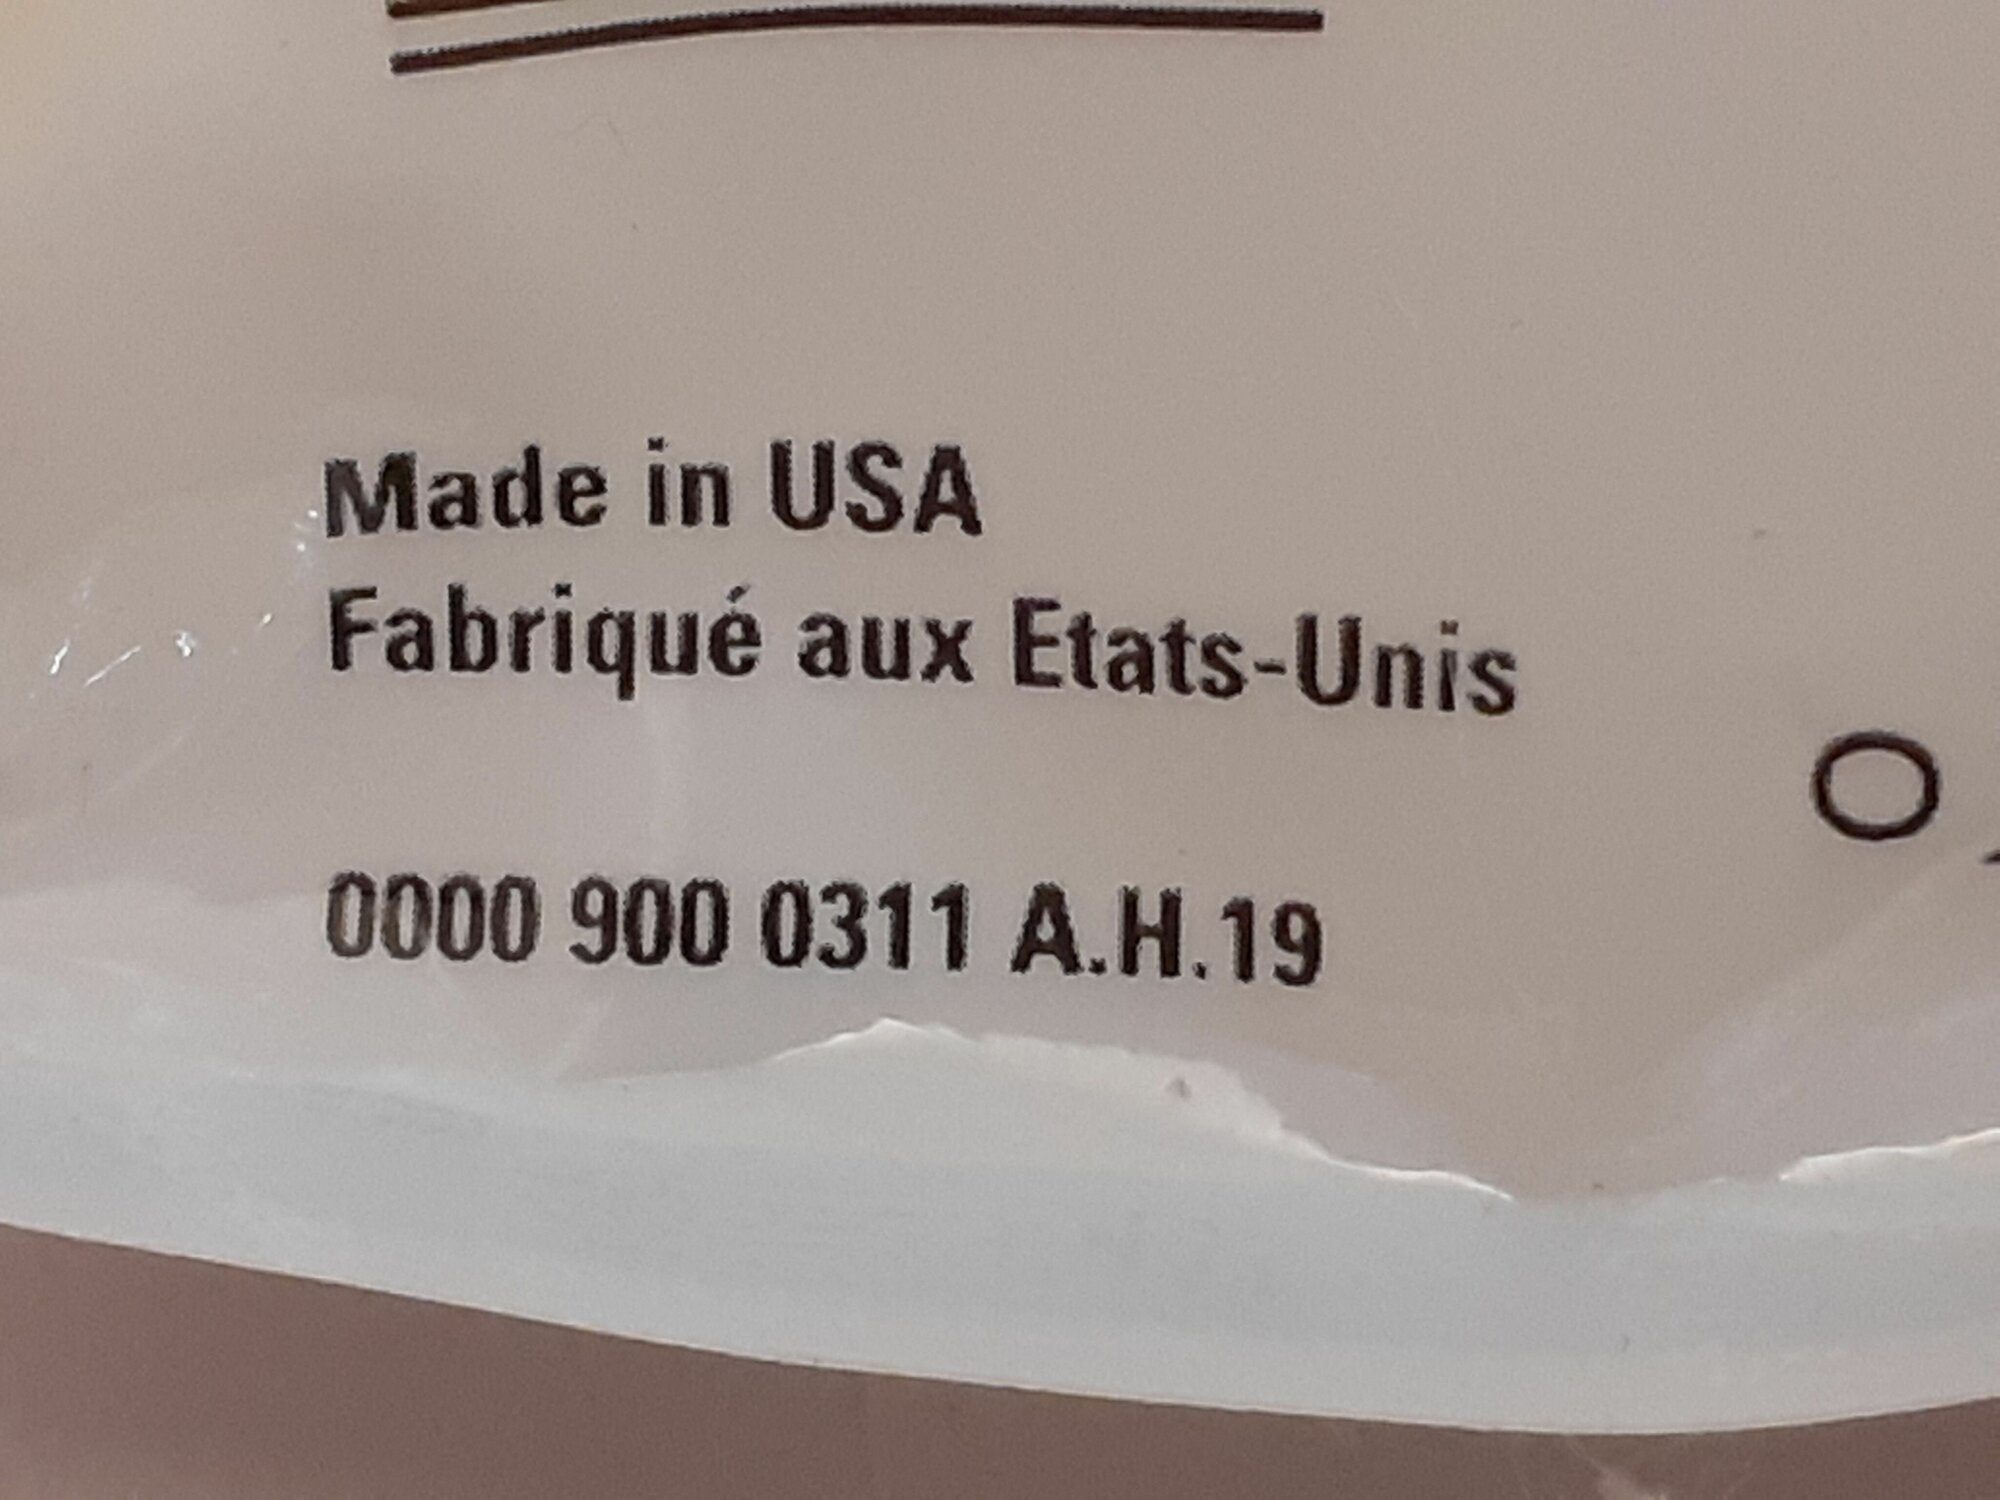 Made in USA
Fabriqué aux Etats-Unis
0000 900 0311 A.H.19